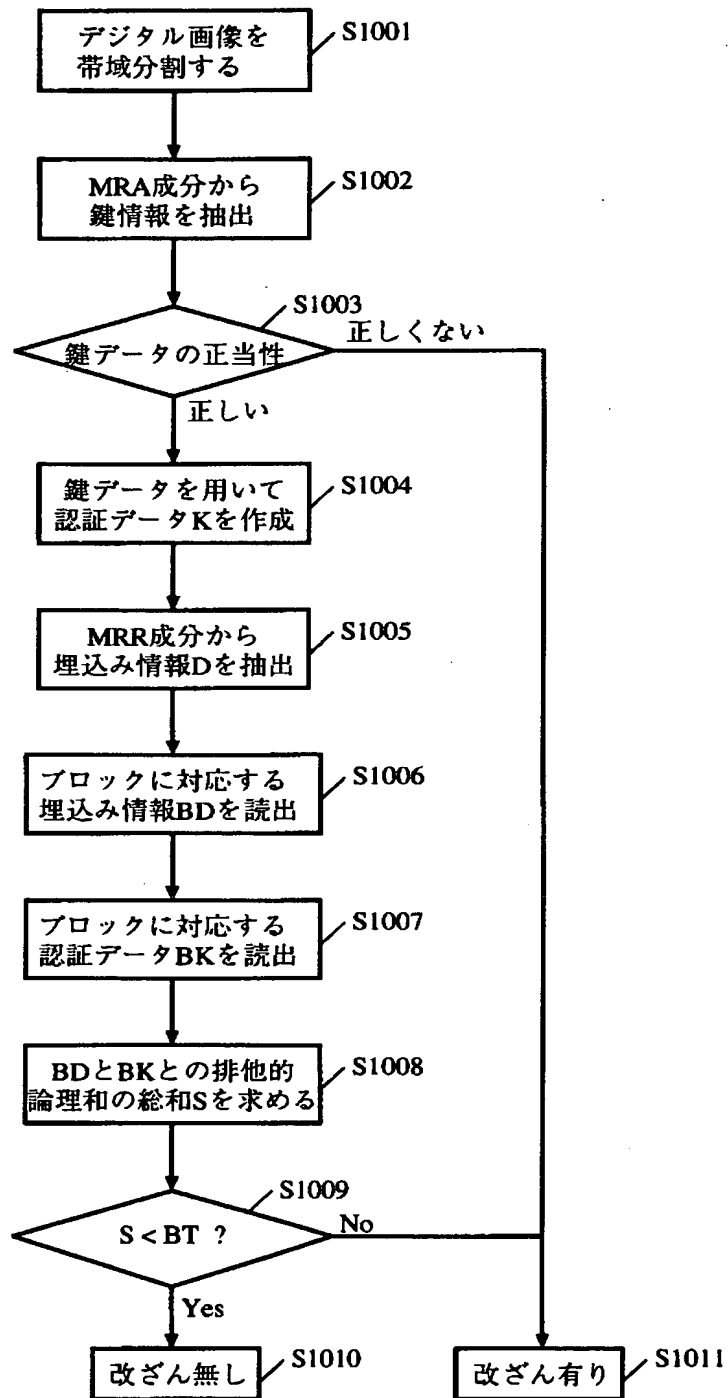 デジタル画像を
帯域分割する
S1001
MRA成分から
鍵情報を抽出
S1002
S1003
鍵データの正当性
正しくない
正しい
鍵データを用いて
認証データKを作成
S1004
MRR成分から
埋込み情報Dを抽出
S1005
ブロックに対応する
埋込み情報BDを読出
S1006
ブロックに対応する
認証データBKを読出
S1007
BDとBKとの排他的
論理和の総和Sを求める
S1008
S1009
S<BT ?
No
Yes
改ざん無し
S1010
改ざん有り
S1011